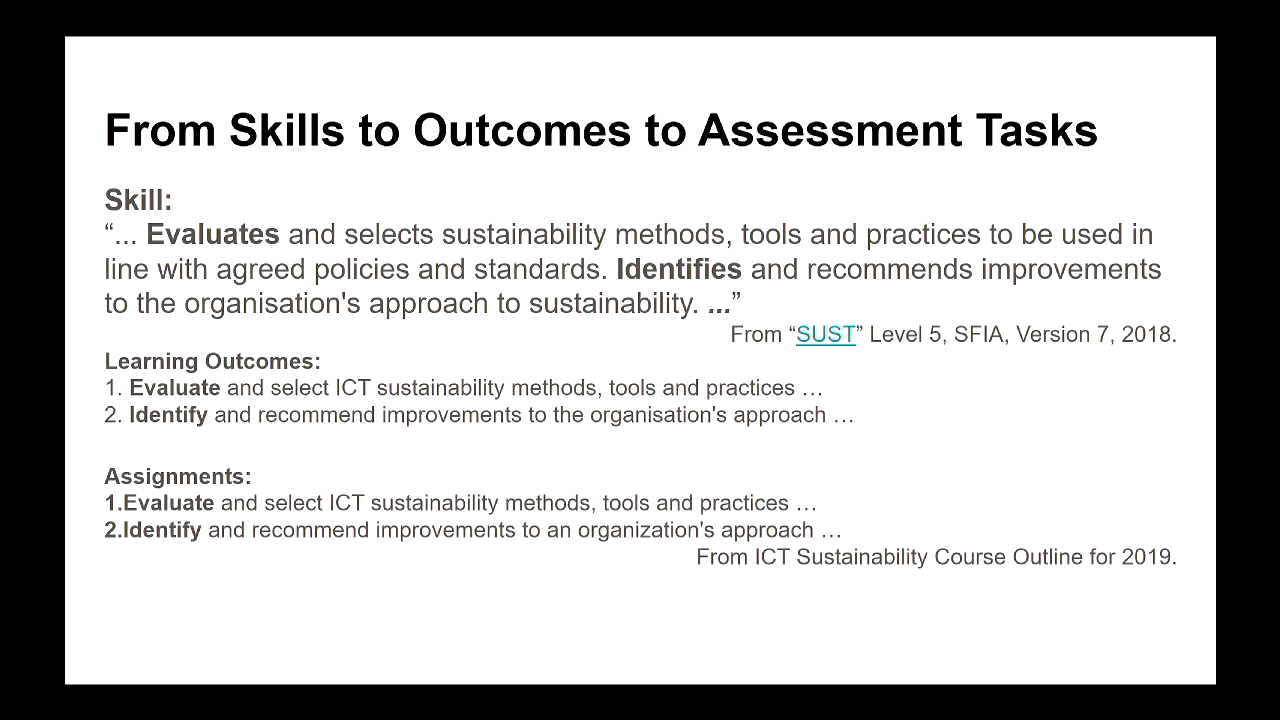 From Skills to Outcomes to Assessment Tasks
Skill:
“... Evaluates and selects sustainability methods, tools and practices to be used in
line with agreed policies and standards. Identifies and recommends improvements
to the organisation's approach to sustainability. ...”
From “SUST” Level 5, SFIA, Version 7, 2018.
Learning Outcomes:
1. Evaluate and select ICT sustainability methods, tools and practices …
2. Identify and recommend improvements to the organisation's approach …
Assignments:
1.Evaluate and select ICT sustainability methods, tools and practices …
2.Identify and recommend improvements to an organization's approach …
From ICT Sustainability Course Outline for 2019.